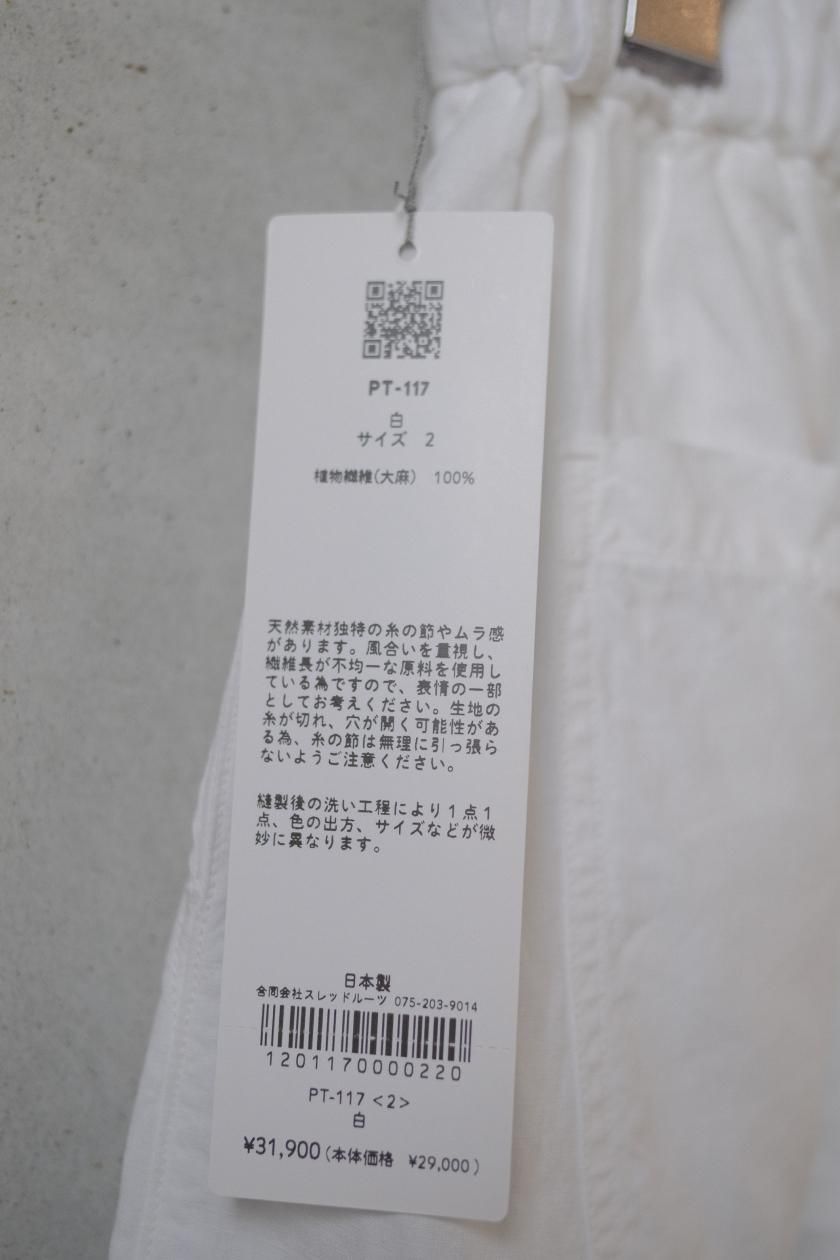 PT-117
白
サイズ 2
植物繊維(大麻) 100%
天然素材独特の糸の節やムラ感
があります。風合いを重視し、
繊維長が不均一な原料を使用し
ている為ですので、表情の一部
としてお考えください。生地の
糸が切れ、穴が開く可能性があ
る為、糸の節は無理に引っ張ら
ないようご注意ください。
縫製後の洗い工程により1点1
点、色の出方、サイズなどが微
妙に異なります。
日本製
合同会社スレッドルーツ 075-203-9014
1201170000220
PT-117 <2>
白
¥31,900(本体価格 ¥29,000)